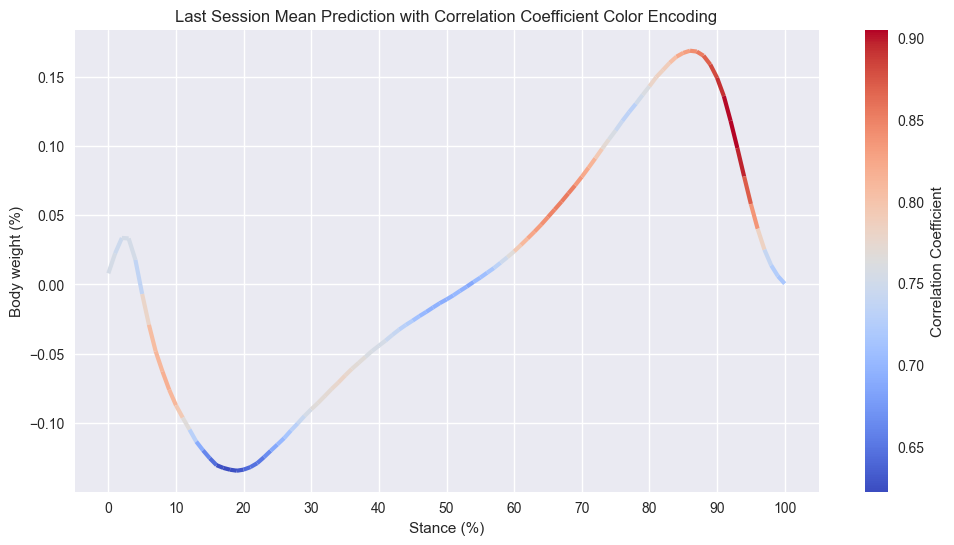 Last Session Mean Prediction with Correlation Coefficient Color Encoding
Body weight (%)
0.15
0.10
0.05
0.00
−0.05
−0.10
0 10 20 30 40 50 60 70 80 90 100
Stance (%)
0.90
0.85
0.80
0.75
0.70
0.65
Correlation Coefficient